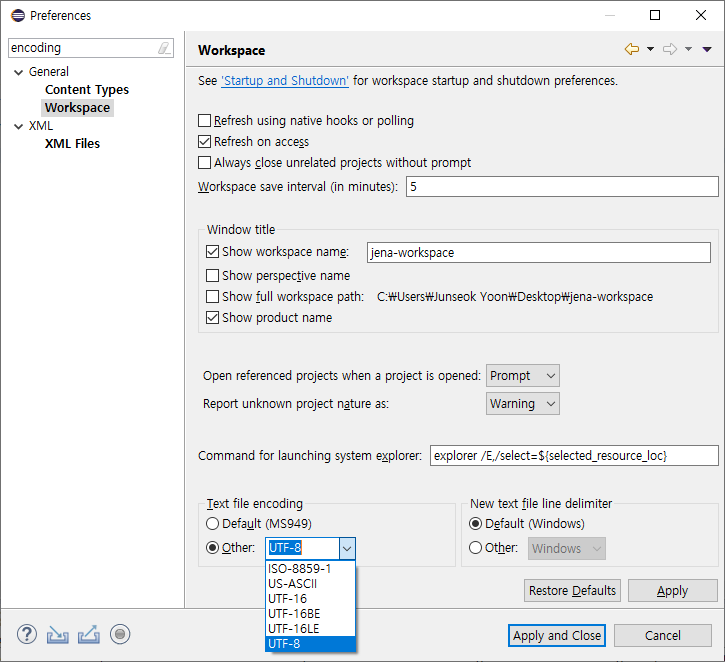 Preferences
encoding
General
Content Types
Workspace
XML
XML Files
Workspace
See 'Startup and Shutdown' for workspace startup and shutdown preferences.
Refresh using native hooks or polling
Refresh on access
Always close unrelated projects without prompt
Workspace save interval (in minutes): 5
Window title
Show workspace name: jena-workspace
Show perspective name
Show full workspace path: C:₩Users₩Junseok Yoon₩Desktop₩jena-workspace
Show product name
Open referenced projects when a project is opened: Prompt
Report unknown project nature as: Warning
Command for launching system explorer: explorer /E,/select=${selected_resource_loc}
Text file encoding
Default (MS949)
Other: UTF-8
ISO-8859-1
US-ASCII
UTF-16
UTF-16BE
UTF-16LE
UTF-8
New text file line delimiter
Default (Windows)
Other: Windows
Restore Defaults Apply
? Apply and Close Cancel